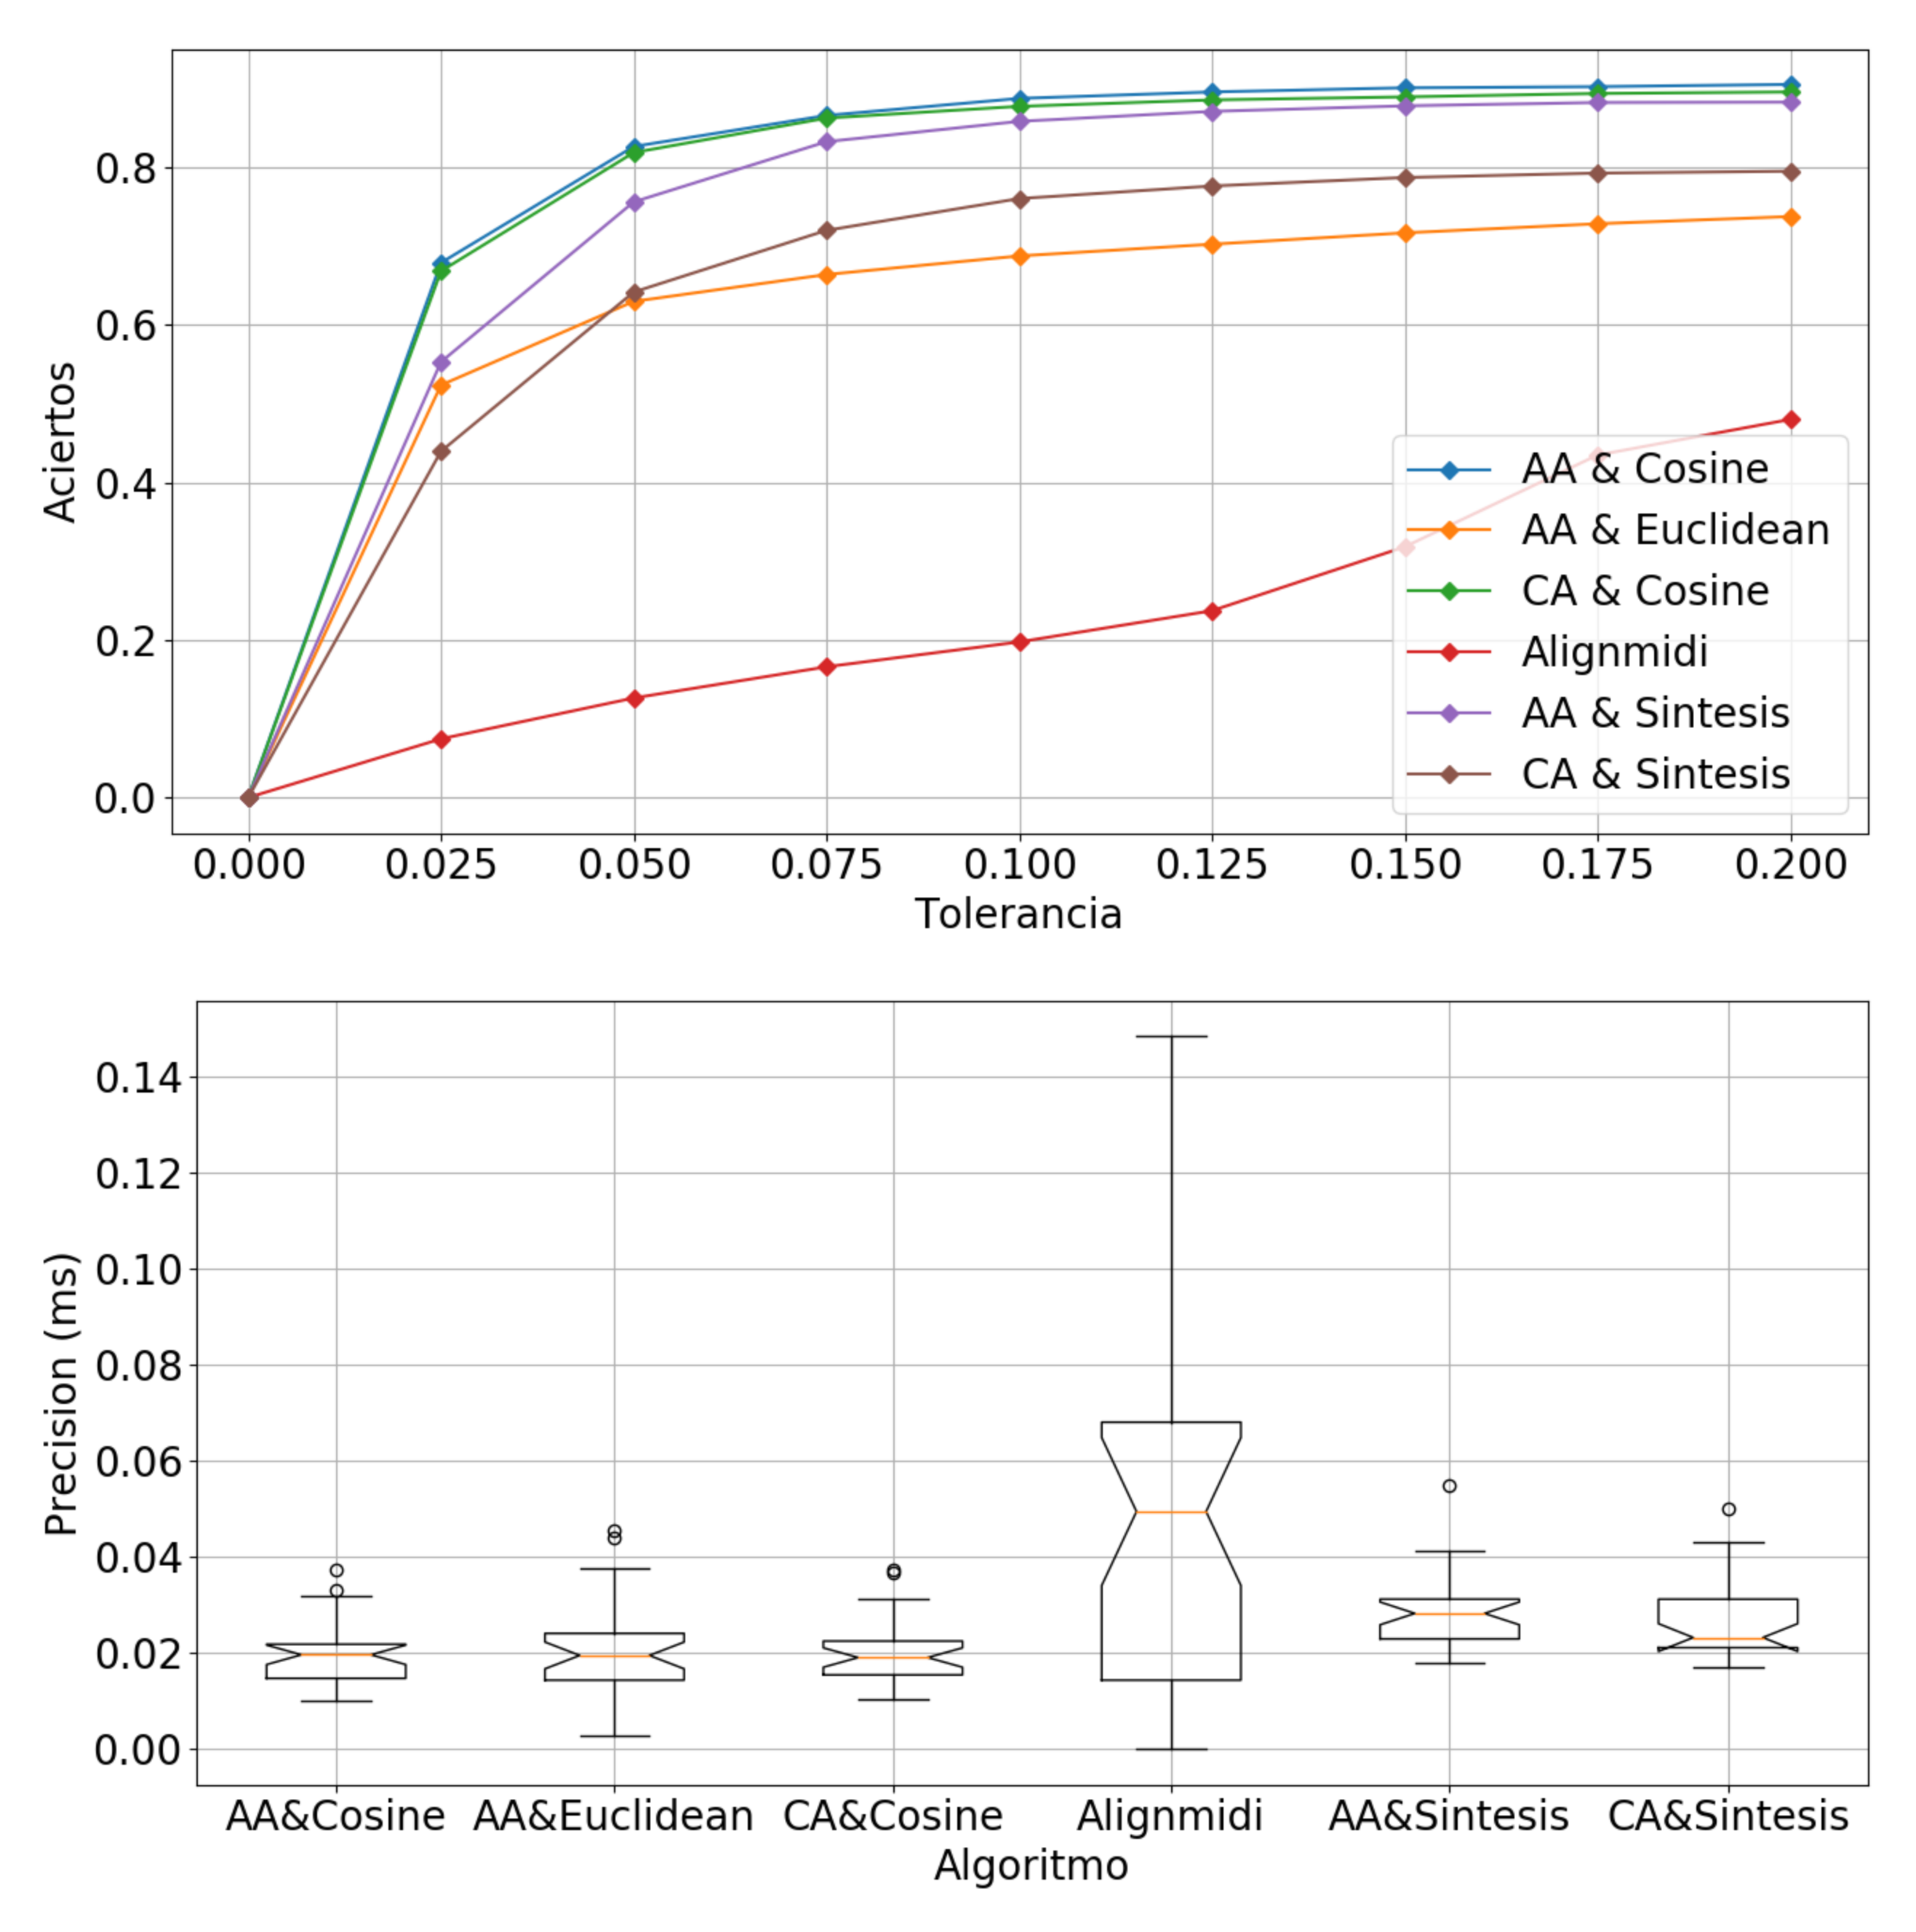 Aciertos
0.8
0.6
0.4
0.2
0.0
AA & Cosine
AA & Euclidean
CA & Cosine
Alignmidi
AA & Sintesis
CA & Sintesis
0.000 0.025 0.050 0.075 0.100 0.125 0.150 0.175 0.200
Tolerancia
Precision (ms)
0.14
0.12
0.10
0.08
0.06
0.04
0.02
0.00
AA&Cosine AA&Euclidean CA&Cosine Alignmidi AA&Sintesis CA&Sintesis
Algoritmo